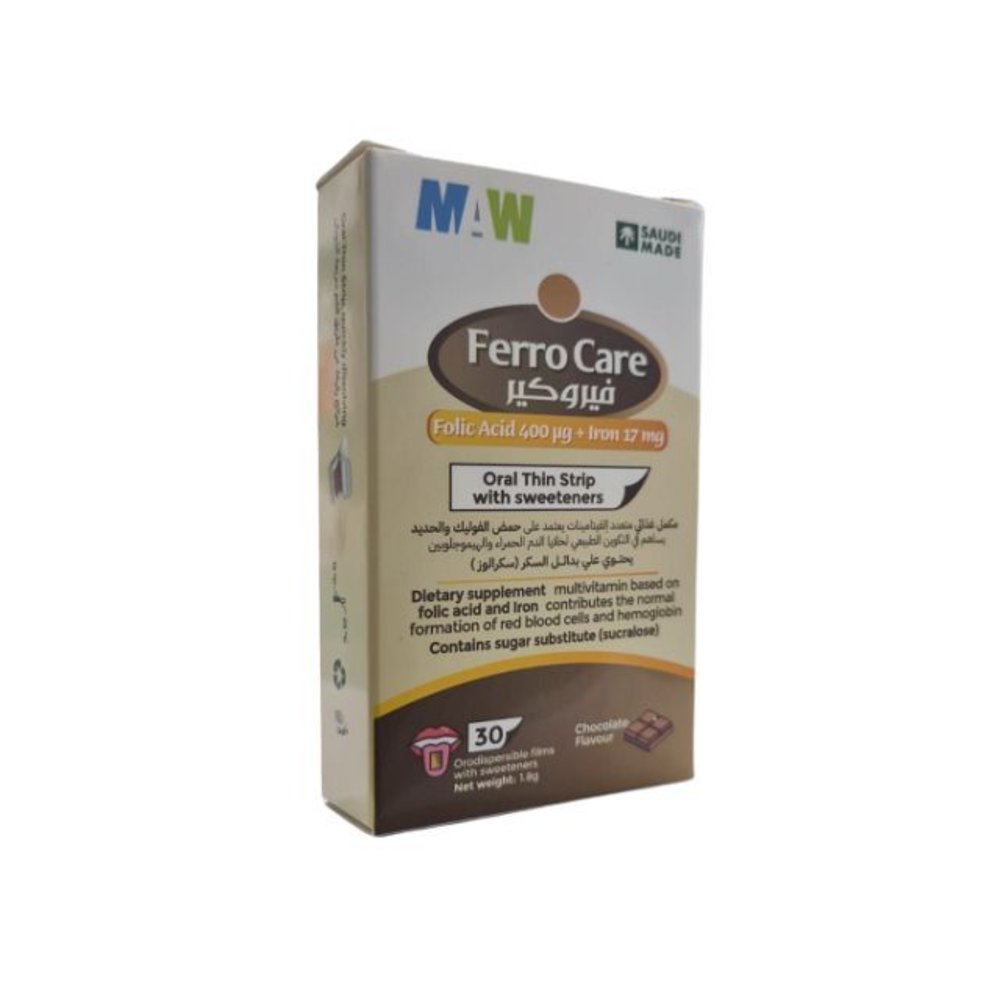 MAW
SAUDI
MADE
Ferro Care
فيروكير
Folic Acid 400 µg + Iron 17 mg
Oral Thin Strip
with sweeteners
مكمل غذائي متعدد الفيتامينات يعتمد على حمض الفوليك والحديد
يساهم في التكوين الطبيعي لخلايا الدم الحمراء والهيموجلوبين
يحتوي علي بدائل السكر (سكرالوز)
Dietary supplement multivitamin based on
folic acid and Iron contributes the normal
formation of red blood cells and hemoglobin
Contains sugar substitute (sucralose)
30
Orodispersible films
with sweeteners
Net weight: 1.8g
Chocolate
Flavour